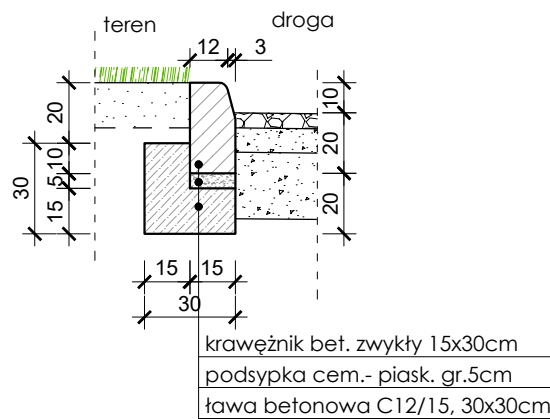 teren droga
12 3
20
10
5
15
30
10
20
20
15 15
30
krawężnik bet. zwykły 15x30cm
podsypka cem.- piask. gr.5cm
ława betonowa C12/15, 30x30cm